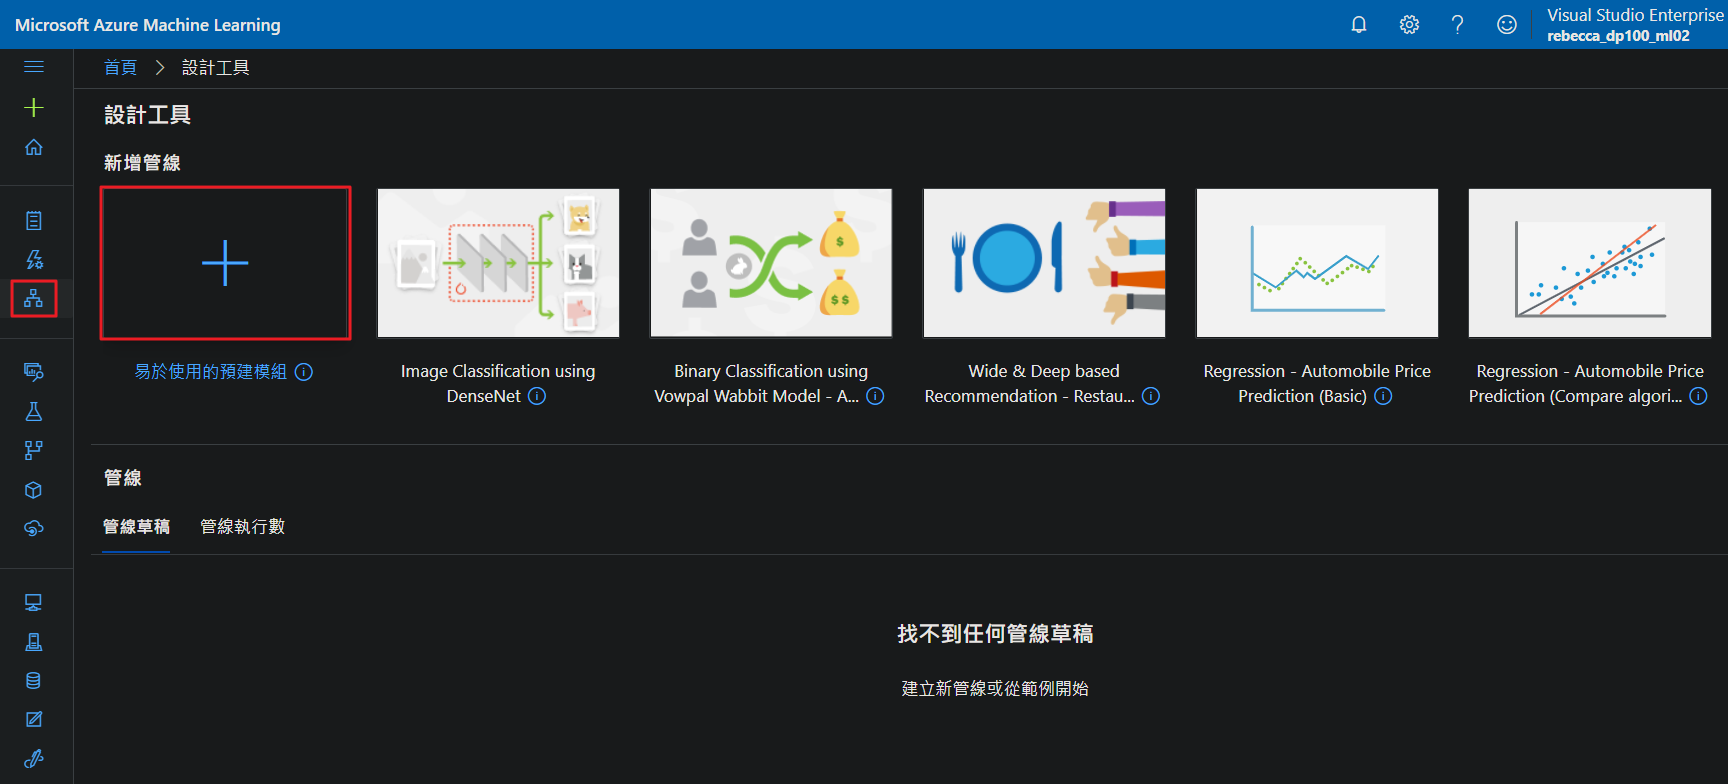 Microsoft Azure Machine Learning
Visual Studio Enterprise
rebecca_dp100_ml02
首頁 > 設計工具
設計工具
新增管線
易於使用的預建模組
Image Classification using
DenseNet
Binary Classification using
Vowpal Wabbit Model - A...
Wide & Deep based
Recommendation - Restau...
Regression - Automobile Price
Prediction (Basic)
Regression - Automobile Price
Prediction (Compare algori...
管線
管線草稿 管線執行數
找不到任何管線草稿
建立新管線或從範例開始